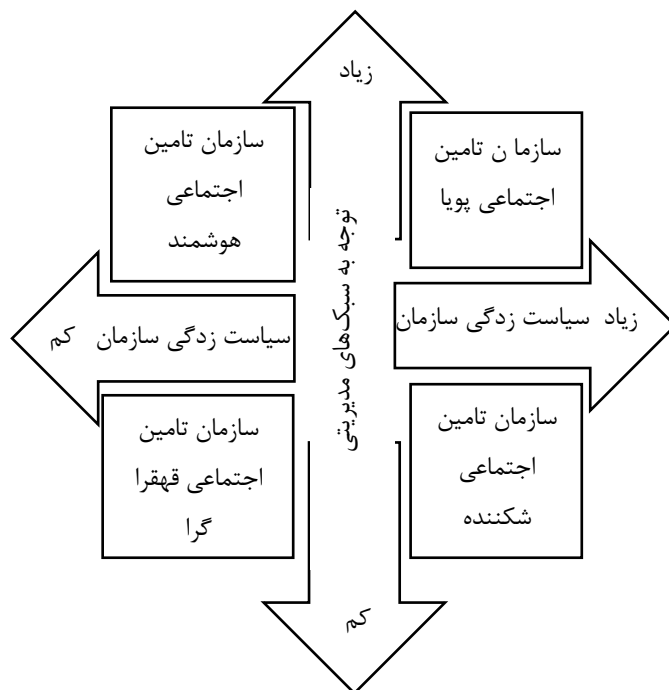 زیاد
سازما ن تامین
اجتماعی پویا
سازمان تامین
اجتماعی
هوشمند
توجه به سبک‌های مدیریتی
زیاد سیاست زدگی سازمان
سیاست زدگی سازمان کم
سازمان تامین
اجتماعی
شکننده
سازمان تامین
اجتماعی قهقرا
گرا
کم